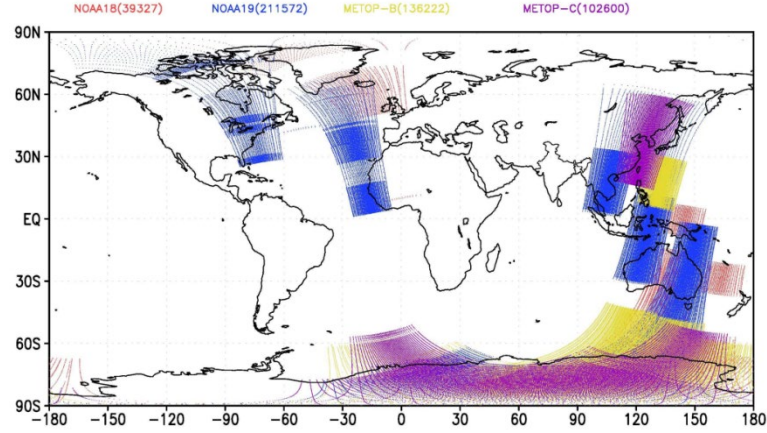 NOAA18(39327) NOAA19(211572) METOP-B(136222) METOP-C(102600)
90N
60N
30N
EQ
30S
60S
90S
-180 -150 -120 -90 -60 -30 0 30 60 90 120 150 180